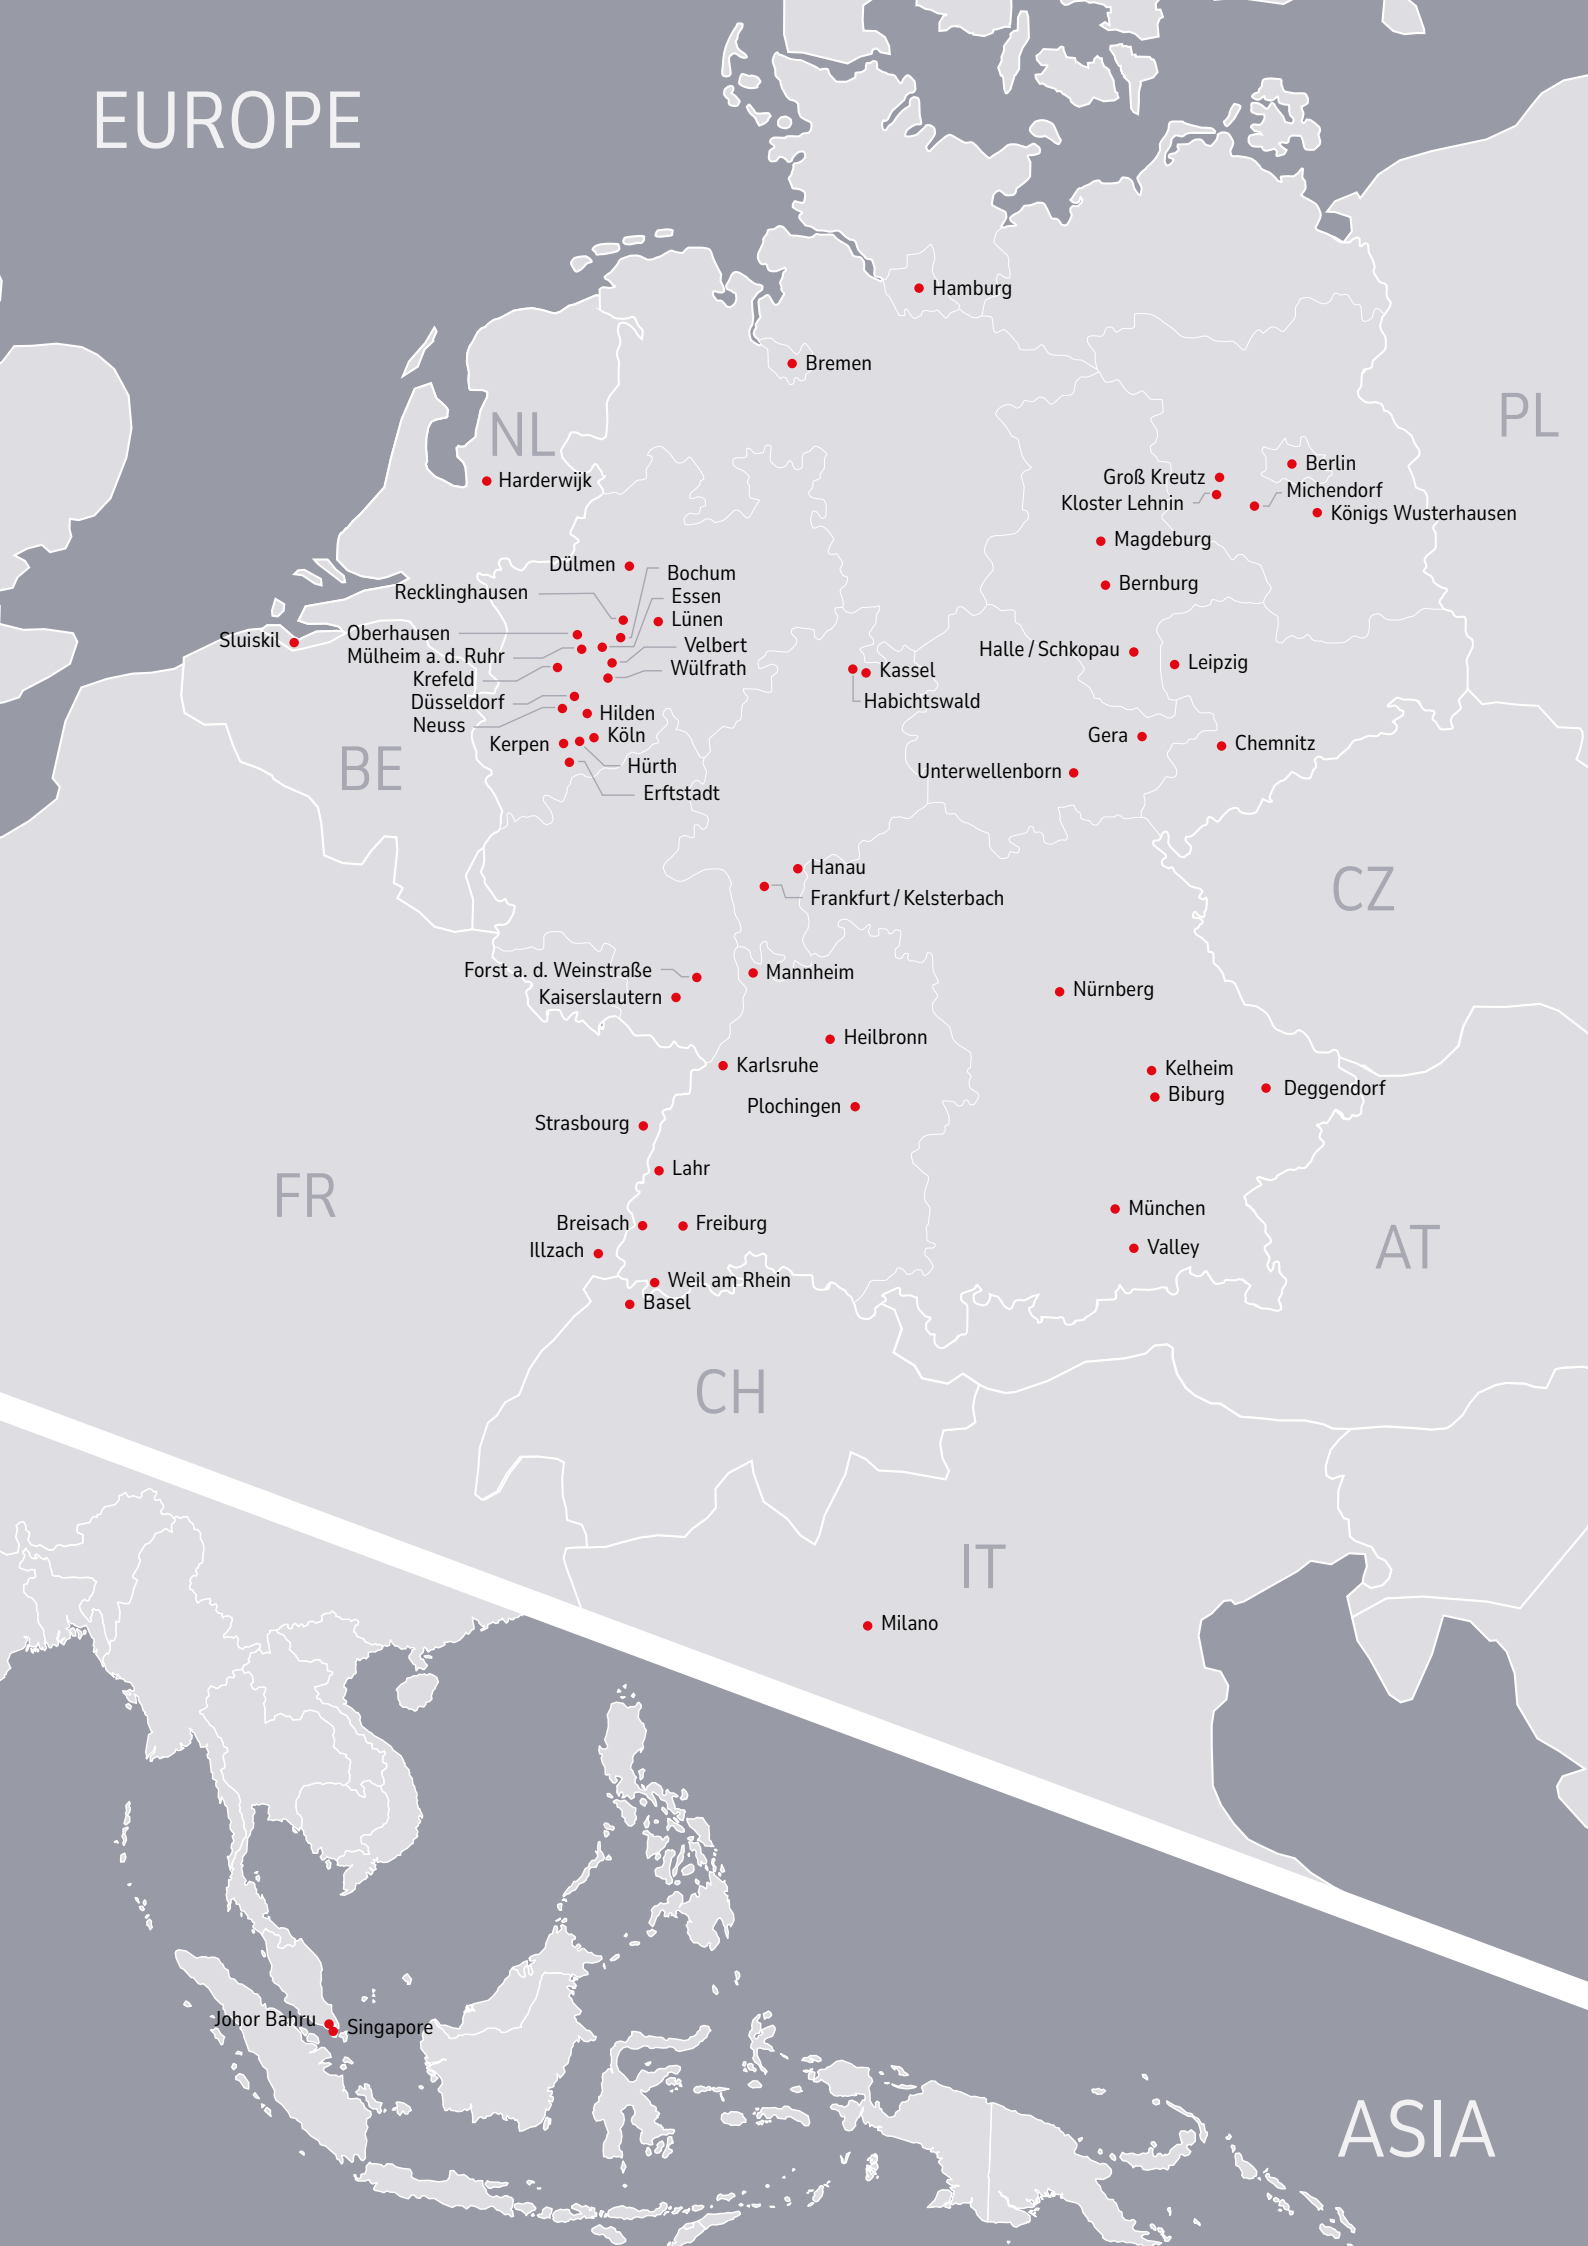 EUROPE
Hamburg
Bremen
PL
NL
Berlin
Harderwijk
Groß Kreutz
Michendorf
Kloster Lehnin
Königs Wusterhausen
Magdeburg
Dülmen
Bochum
Bernburg
Recklinghausen
Essen
Lünen
Sluiskil
Oberhausen
Velbert
Halle / Schkopau
Mülheim a. d. Ruhr
Leipzig
Wülfrath
Kassel
Krefeld
Habichtswald
Düsseldorf
Hilden
Neuss
Köln
Gera
Chemnitz
Kerpen
BE
Hürth
Unterwellenborn
Erftstadt
Hanau
CZ
Frankfurt / Kelsterbach
Forst a. d. Weinstraße
Mannheim
Nürnberg
Kaiserslautern
Heilbronn
Karlsruhe
Kelheim
Deggendorf
Biburg
Plochingen
Strasbourg
Lahr
FR
München
Breisach
Freiburg
Valley
AT
Illzach
Weil am Rhein
Basel
CH
IT
Milano
Johor Bahru
Singapore
ASIA